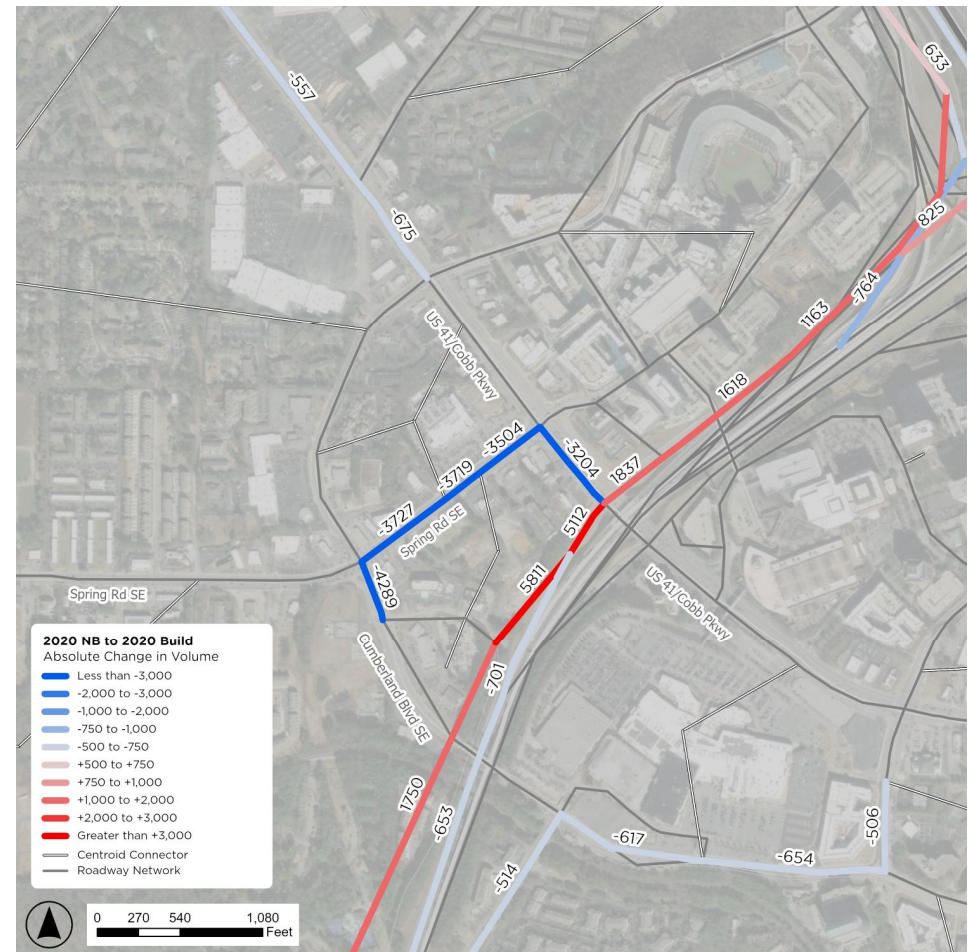 633
-557
825
-675
-764
1163
US 41/Cobb Pkwy
1618
-3504
-3204
-3719
1837
-3727
5112
Spring Rd SE
5811
-4289
US 41/Cobb Pkwy
Spring Rd SE
Cumberland Blvd SE
-701
1750
-653
-506
-617
-654
-514
2020 NB to 2020 Build
Absolute Change in Volume
Less than -3,000
-2,000 to -3,000
-1,000 to -2,000
-750 to -1,000
-500 to -750
+500 to +750
+750 to +1,000
+1,000 to +2,000
+2,000 to +3,000
Greater than +3,000
Centroid Connector
Roadway Network
0 270 540 1,080
Feet